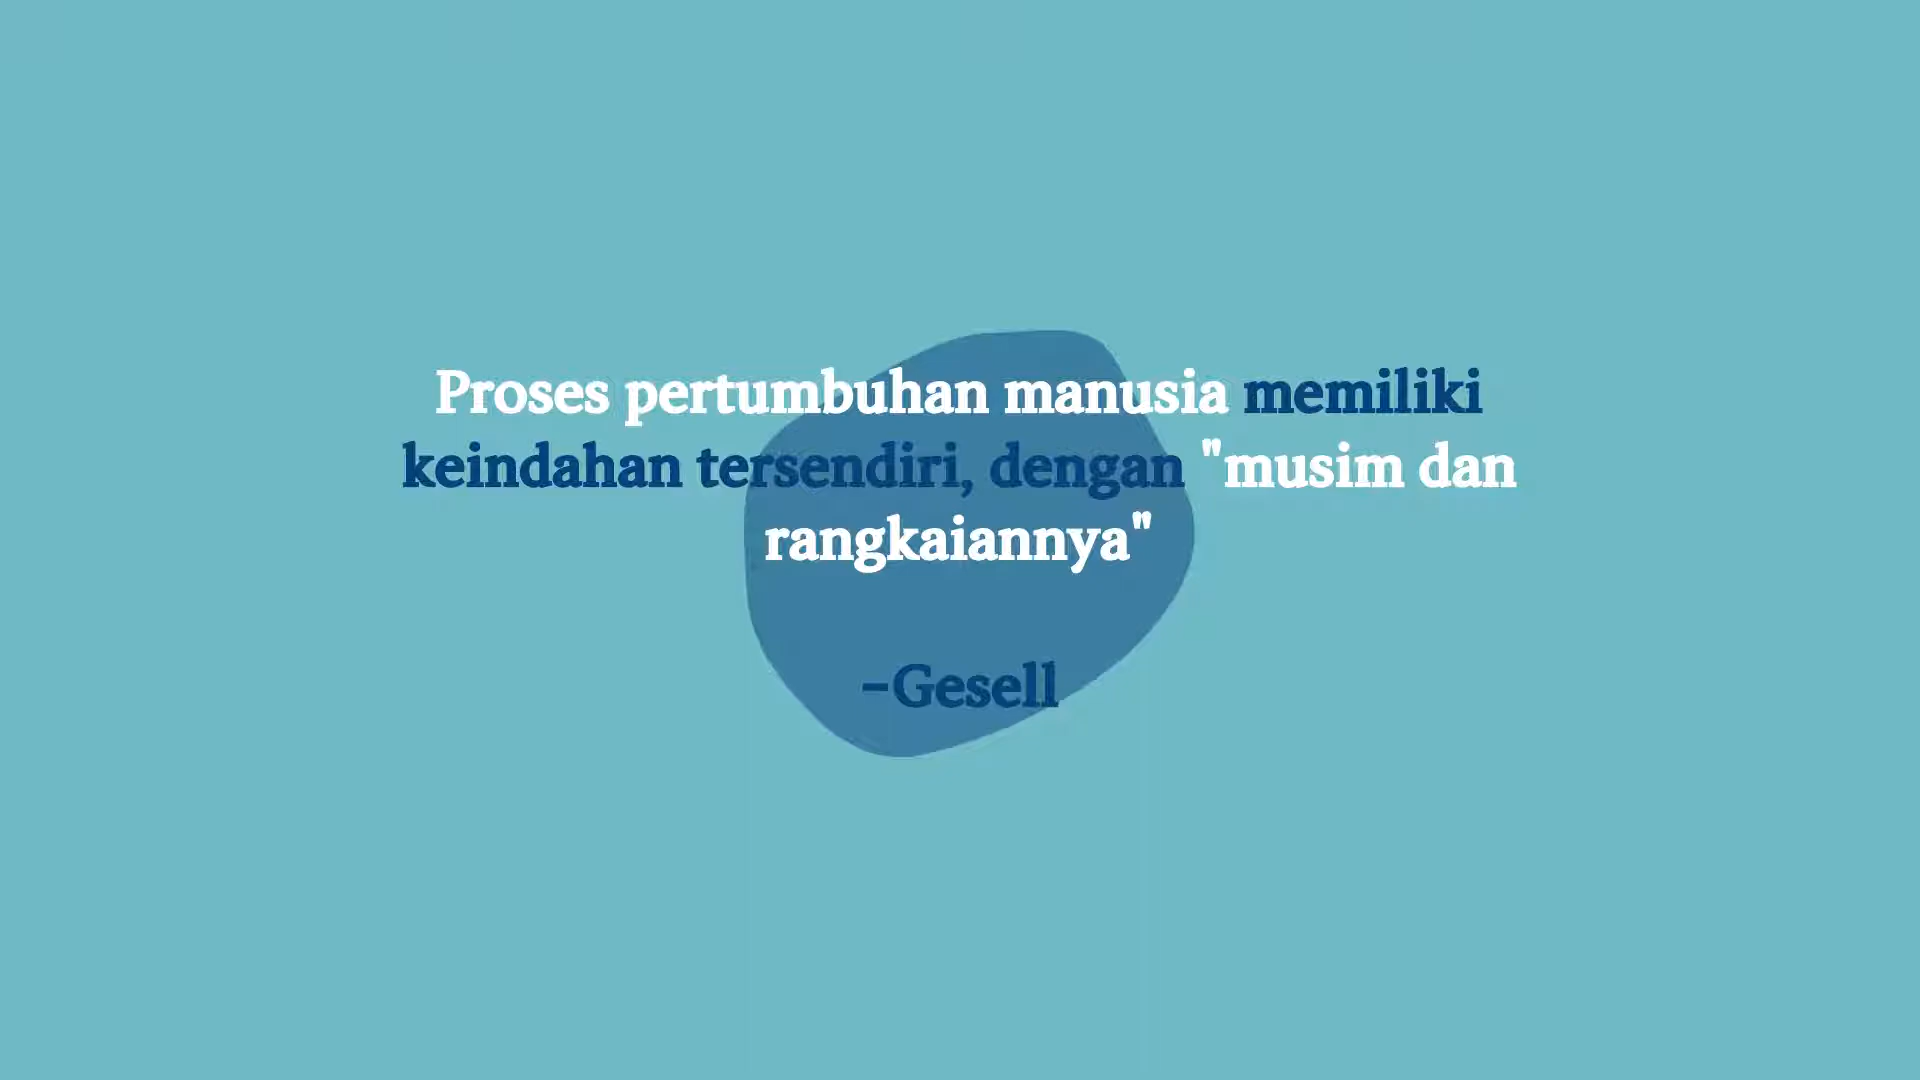 Proses pertumbuhan manusia memiliki
keindahan tersendiri, dengan "musim dan
rangkaiannya"
-Gesell